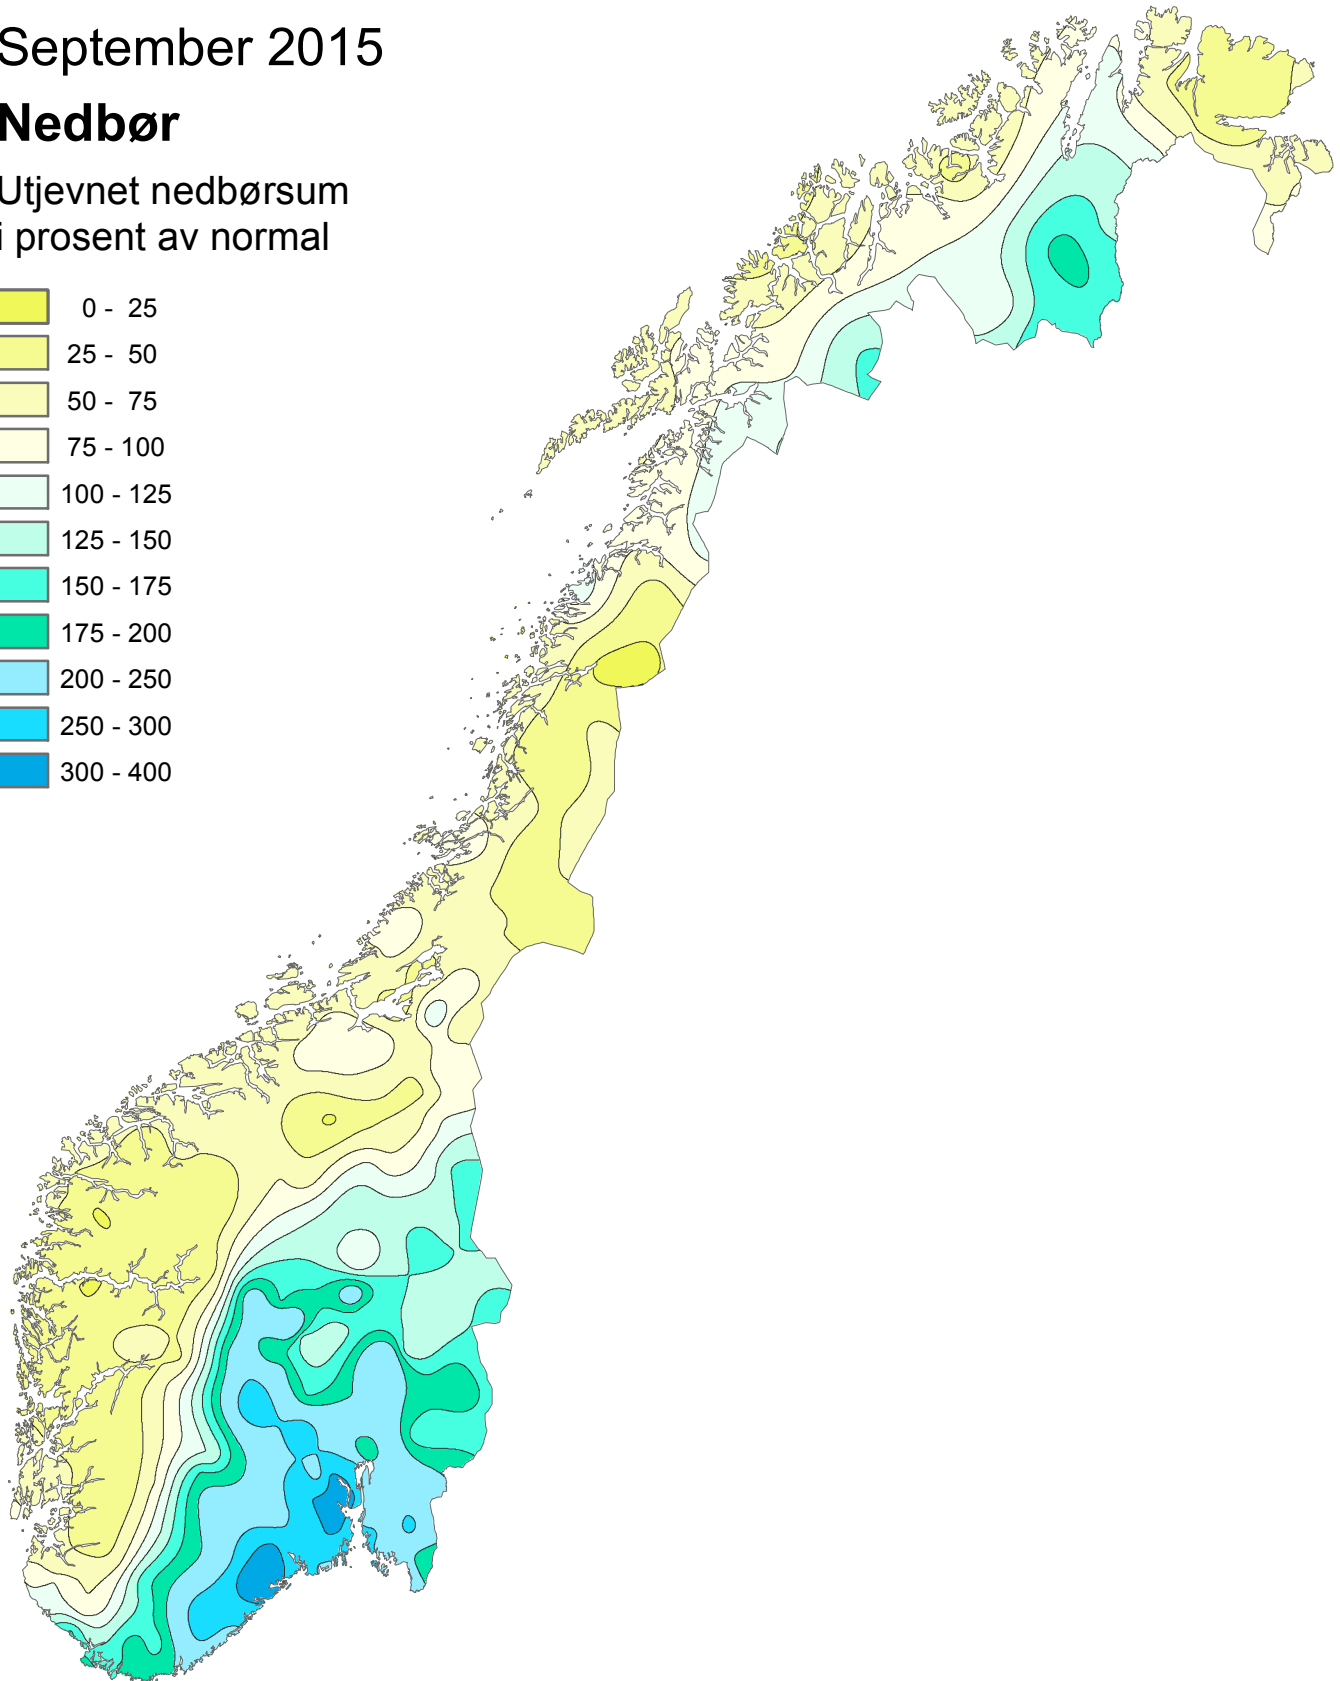 September 2015
Nedbør
Utjevnet nedbørsum
i prosent av normal
0 - 25
25 - 50
50 - 75
75 - 100
100 - 125
125 - 150
150 - 175
175 - 200
200 - 250
250 - 300
300 - 400